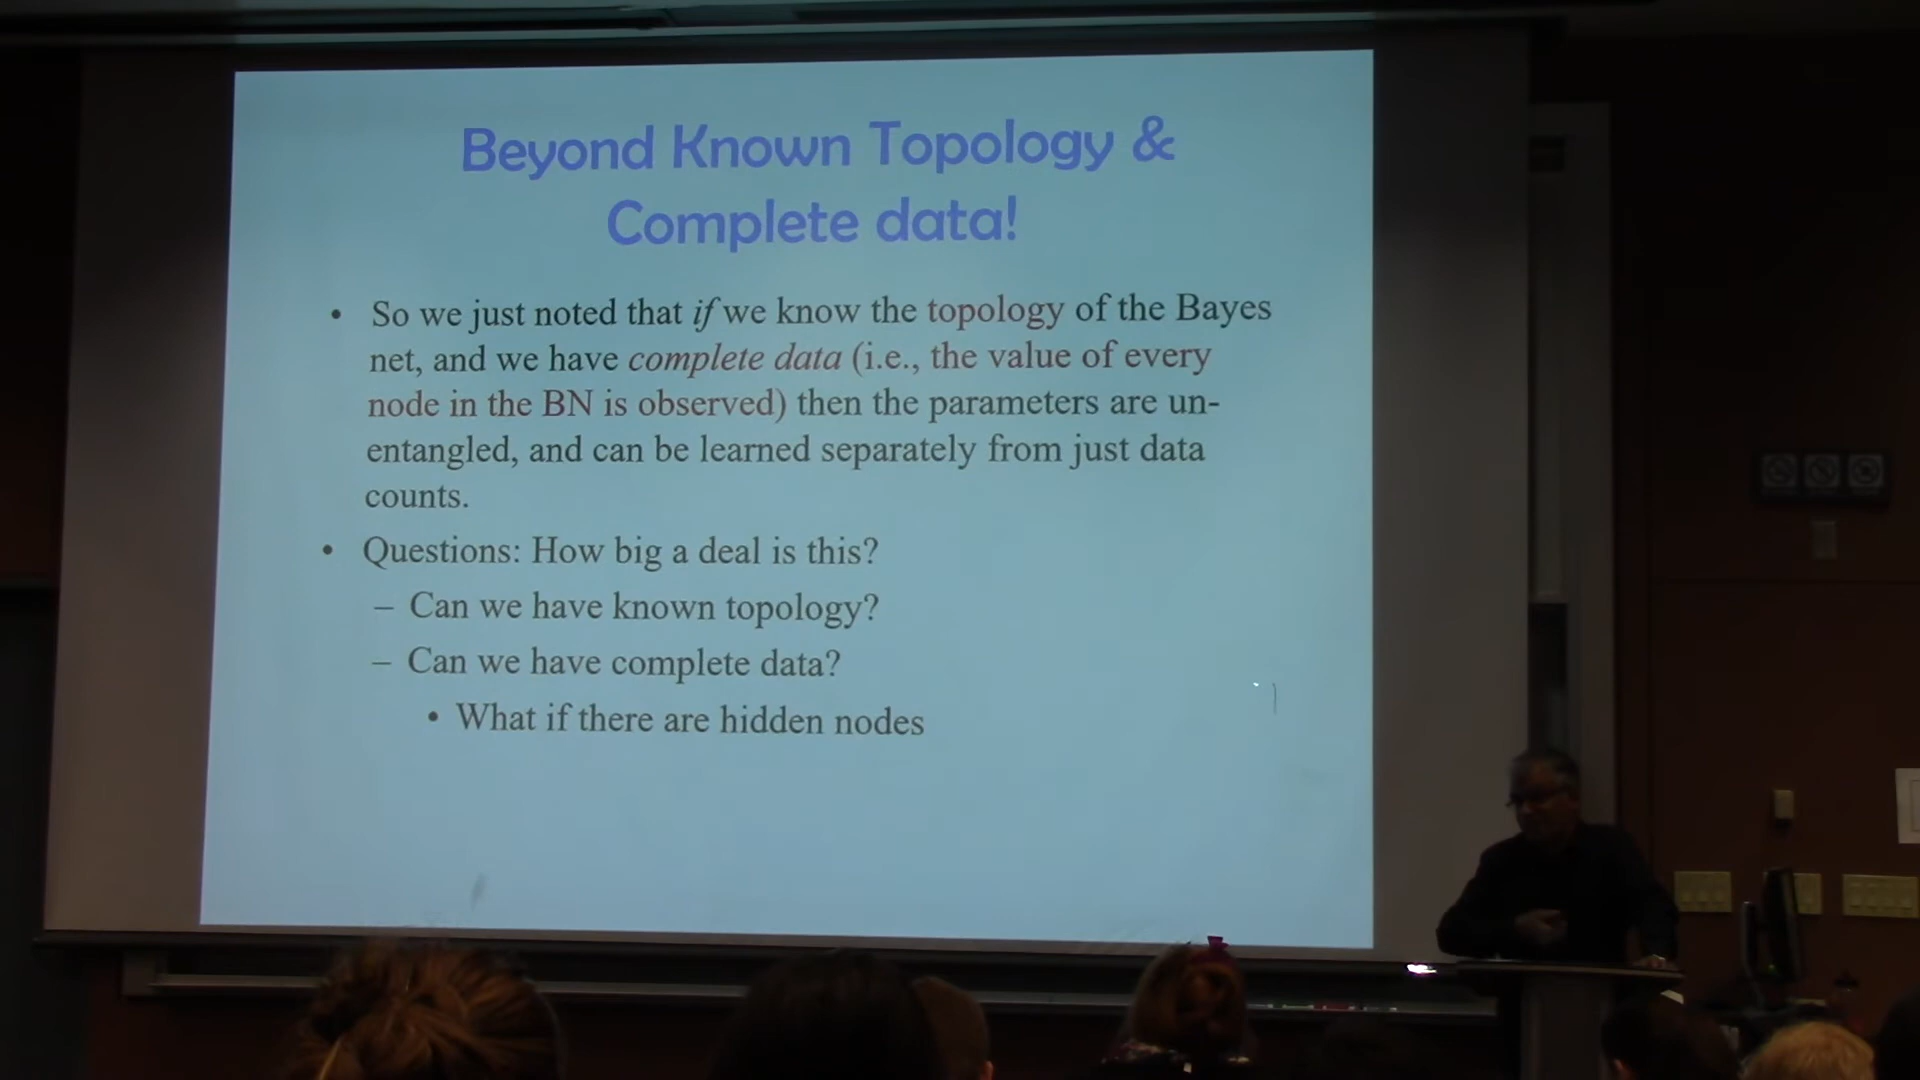 Beyond Known Topology &
Complete data!
• So we just noted that if we know the topology of the Bayes
net, and we have complete data (i.e., the value of every
node in the BN is observed) then the parameters are un-
entangled, and can be learned separately from just data
counts.
• Questions: How big a deal is this?
– Can we have known topology?
– Can we have complete data?
• What if there are hidden nodes